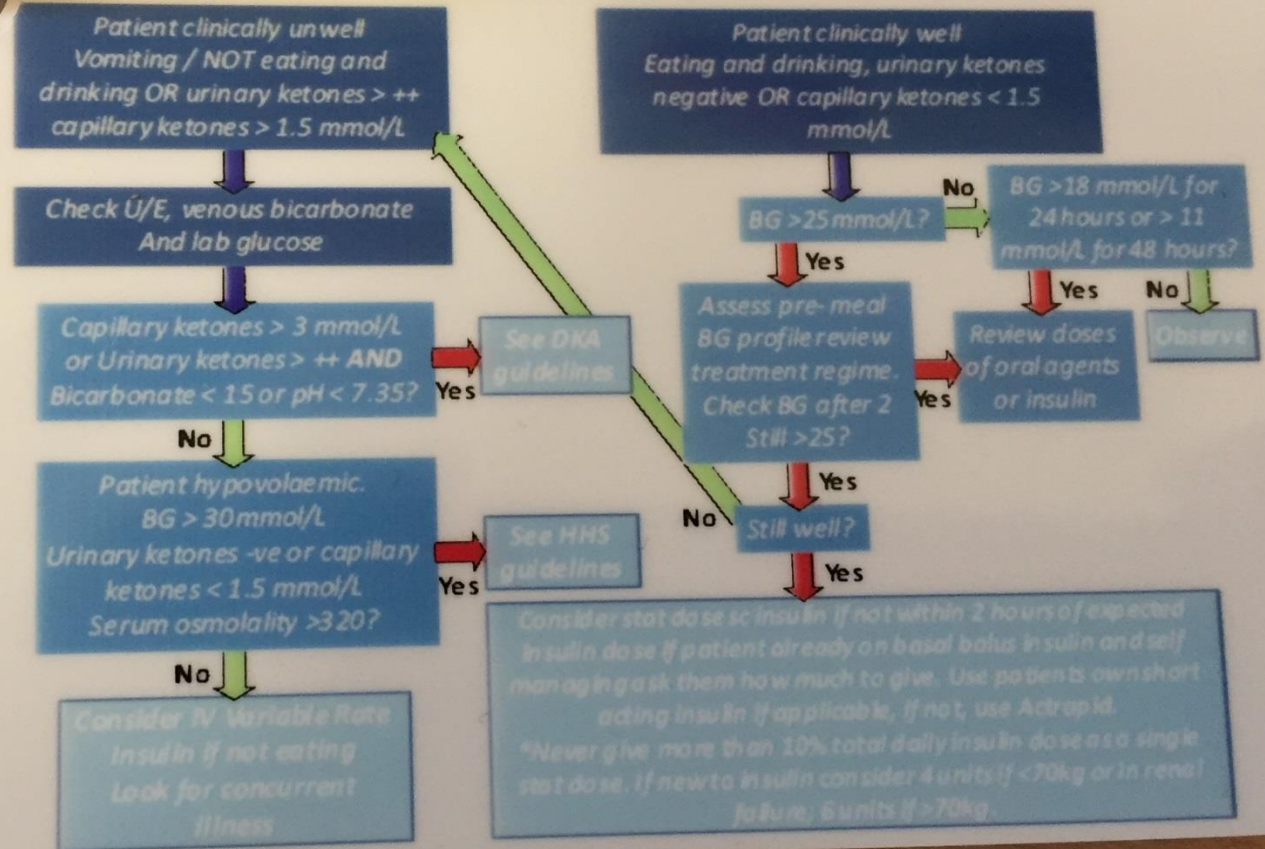 Patient clinically unwell
Vomiting / NOT eating and
drinking OR urinary ketones > ++
capillary ketones > 1.5 mmol/L
Check Ú/E, venous bicarbonate
And lab glucose
Capillary ketones > 3 mmol/L
or Urinary ketones > ++ AND
Bicarbonate < 15 or pH < 7.35?
Yes
See DKA
guidelines
No
Patient hypovolaemic.
BG > 30 mmol/L
Urinary ketones -ve or capillary
ketones < 1.5 mmol/L
Serum osmolality >320?
Yes
See HHS
guidelines
No
Consider IV Variable Rate
Insulin if not eating
Look for concurrent
illness
Patient clinically well
Eating and drinking, urinary ketones
negative OR capillary ketones < 1.5
mmol/L
BG >25 mmol/L?
No
BG >18 mmol/L for
24 hours or > 11
mmol/L for 48 hours?
Yes
No
Observe
Yes
Assess pre-meal
BG profile review
treatment regime.
Check BG after 2
Still >25?
Yes
Review doses
of oral agents
or insulin
Yes
Still well?
No
Yes
Consider stat dose sc insulin if not within 2 hours of expected
insulin dose if patient already on basal bolus insulin and self
managing ask them how much to give. Use patients own short
acting insulin if applicable, if not, use Actrapid.
*Never give more than 10% total daily insulin dose as a single
stat dose. If new to insulin consider 4 units if <70kg or in renal
failure, 6 units if >70kg.